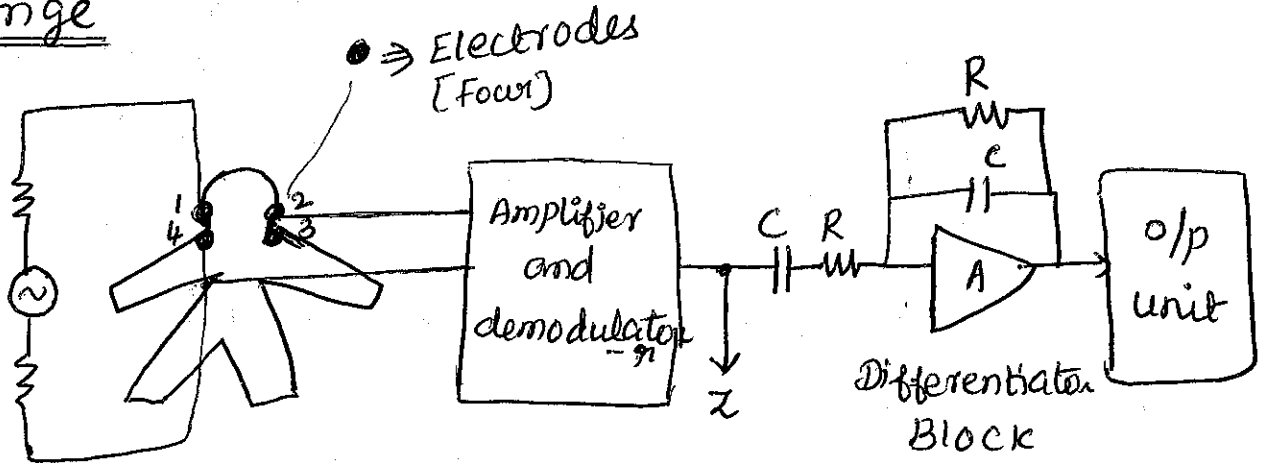 nge
● ⇒ Electrodes
[Four]
1 2
4 3
Amplifier
and
demodulator
-r
Z
C R
R
C
A
Differentiator
Block
O/P
unit